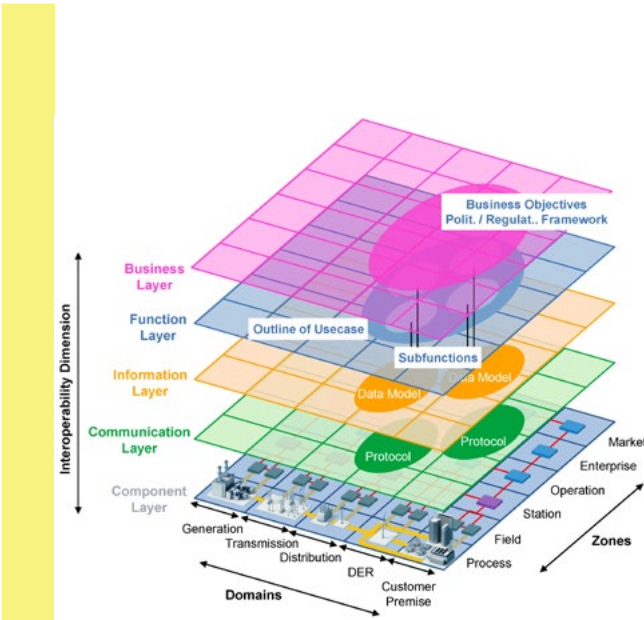 Business Objectives
Polit. / Regulat.. Framework
Business
Layer
Function
Layer
Outline of Usecase
Subfunctions
Information
Layer
Data Model
Data Model
Communication
Layer
Protocol
Protocol
Component
Layer
Interoperability Dimension
Generation
Transmission
Distribution
DER
Customer
Premise
Domains
Market
Enterprise
Operation
Station
Field
Process
Zones